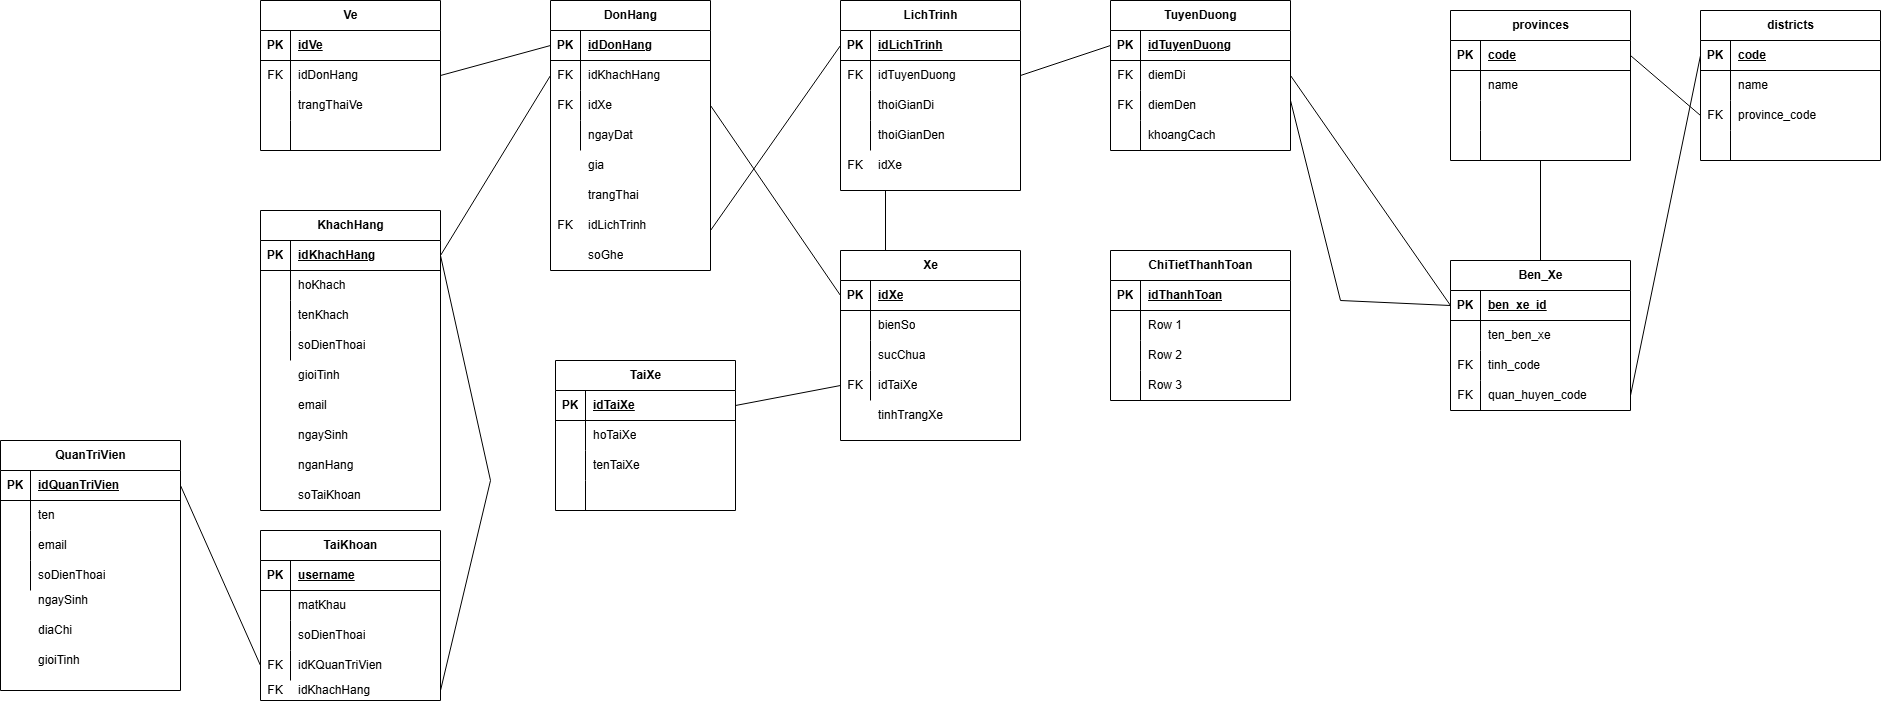 Ve
PK idVe
FK idDonHang
trangThaiVe
DonHang
PK idDonHang
FK idKhachHang
FK idXe
ngayDat
gia
trangThai
FK idLichTrinh
soGhe
LichTrinh
PK idLichTrinh
FK idTuyenDuong
thoiGianDi
thoiGianDen
FK idXe
TuyenDuong
PK idTuyenDuong
FK diemDi
FK diemDen
khoangCach
provinces
PK code
name
districts
PK code
name
FK province_code
KhachHang
PK idKhachHang
hoKhach
tenKhach
soDienThoai
gioiTinh
email
ngaySinh
nganHang
soTaiKhoan
Xe
PK idXe
bienSo
sucChua
FK idTaiXe
tinhTrangXe
ChiTietThanhToan
PK idThanhToan
Row 1
Row 2
Row 3
Ben_Xe
PK ben_xe_id
ten_ben_xe
FK tinh_code
FK quan_huyen_code
TaiXe
PK idTaiXe
hoTaiXe
tenTaiXe
QuanTriVien
PK idQuanTriVien
ten
email
soDienThoai
ngaySinh
diaChi
gioiTinh
TaiKhoan
PK username
matKhau
soDienThoai
FK idKQuanTriVien
FK idKhachHang